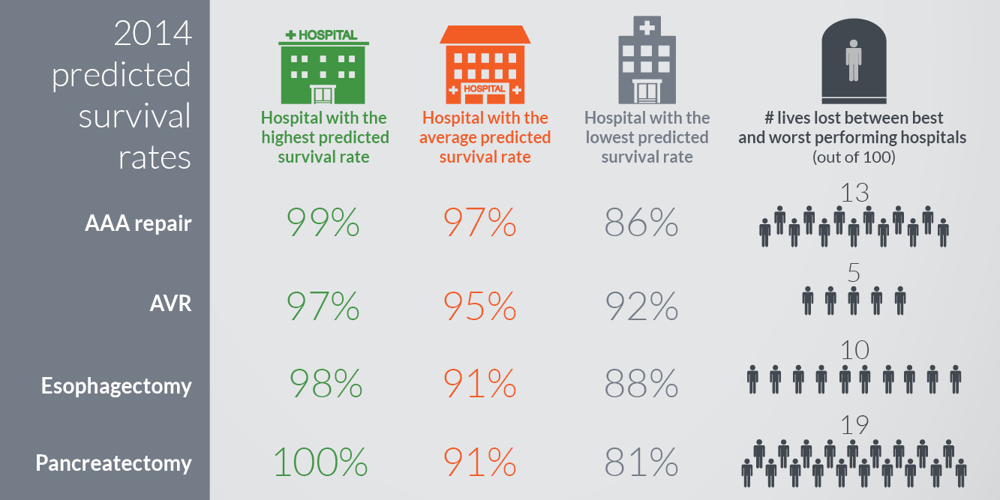 2014
predicted
survival
rates
HOSPITAL
HOSPITAL
Hospital with the
highest predicted
survival rate
Hospital with the
average predicted
survival rate
Hospital with the
lowest predicted
survival rate
# lives lost between best
and worst performing hospitals
(out of 100)
AAA repair
99%
97%
86%
13
AVR
97%
95%
92%
5
Esophagectomy
98%
91%
88%
10
Pancreatectomy
100%
91%
81%
19